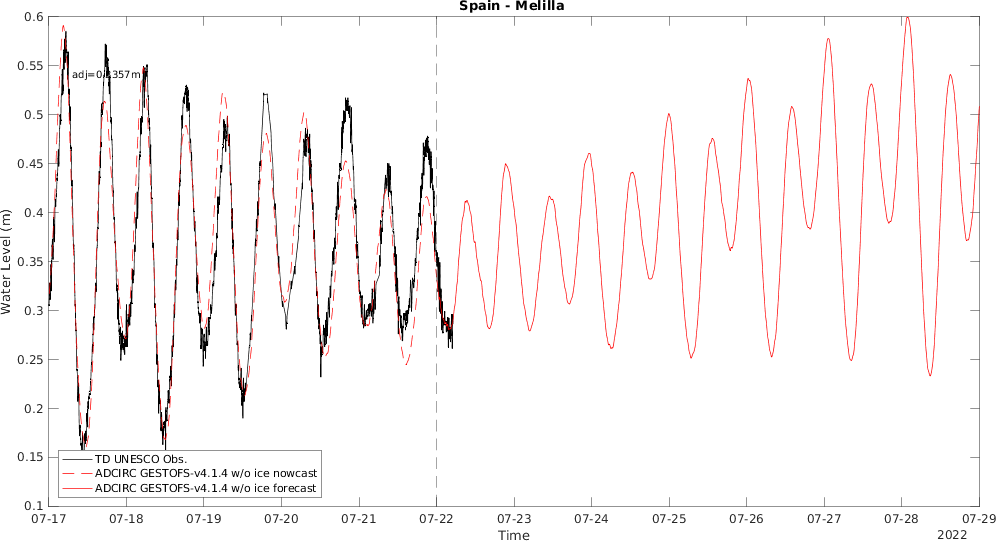 Spain - Melilla
0.6
0.55
0.5
0.45
0.4
0.35
0.3
0.25
0.2
0.15
0.1
Water Level (m)
TD UNESCO Obs.
ADCIRC GESTOFS-v4.1.4 w/o ice nowcast
ADCIRC GESTOFS-v4.1.4 w/o ice forecast
07-17 07-18 07-19 07-20 07-21 07-22 07-23 07-24 07-25 07-26 07-27 07-28 07-29
Time
2022